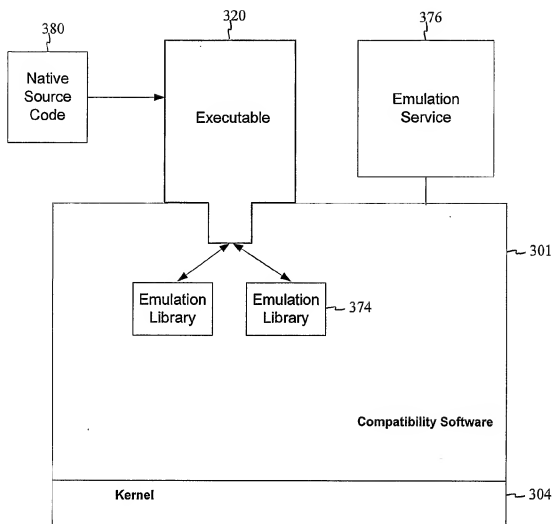 380
320
376
Native
Source
Code
Executable
Emulation
Service
301
Emulation
Library
Emulation
Library
374
Compatibility Software
Kernel
304